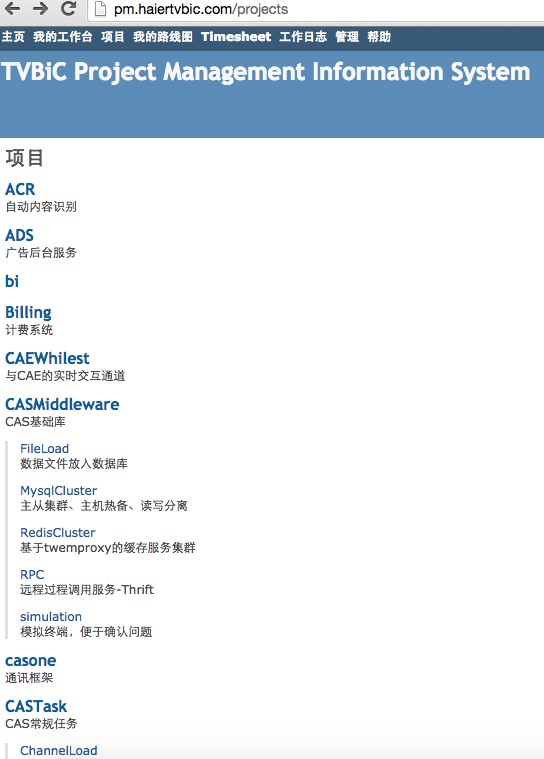 pm.haiertvbic.com/projects
主页 我的工作台 项目 我的路线图 Timesheet 工作日志 管理 帮助
TVBiC Project Management Information System
项目
ACR
自动内容识别
ADS
广告后台服务
bi
Billing
计费系统
CAEWhilest
与CAE的实时交互通道
CASMiddleware
CAS基础库
FileLoad
数据文件放入数据库
MysqlCluster
主从集群、主机热备、读写分离
RedisCluster
基于twemproxy的缓存服务集群
RPC
远程过程调用服务-Thrift
simulation
模拟终端，便于确认问题
casone
通讯框架
CASTask
CAS常规任务
ChannelLoad